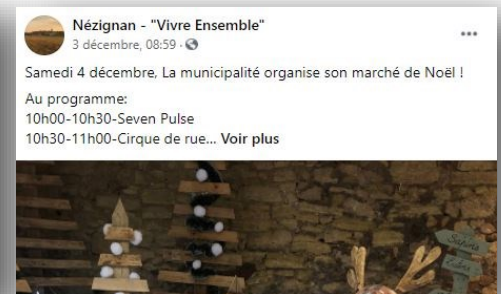 Nézignan - "Vivre Ensemble"
3 décembre, 08:59 ·
Samedi 4 décembre, La municipalité organise son marché de Noël !
Au programme:
10h00-10h30-Seven Pulse
10h30-11h00-Cirque de rue... Voir plus